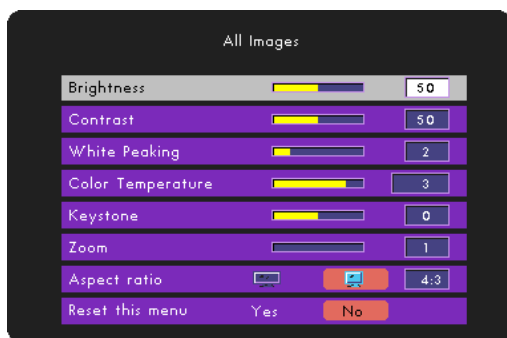 All Images
Brightness 50
Contrast 50
White Peaking 2
Color Temperature 3
Keystone 0
Zoom 1
Aspect ratio 4:3
Reset this menu Yes No